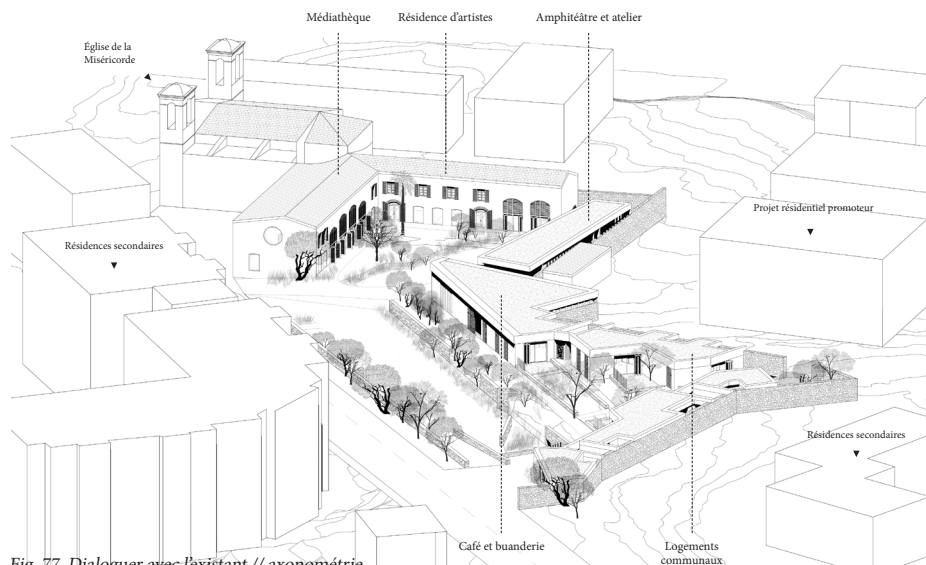 Médiathèque
Résidence d'artistes
Amphitéâtre et atelier
Église de la
Miséricorde
Projet résidentiel promoteur
Résidences secondaires
Résidences secondaires
Café et buanderie
Logements
communaux
Fig. 77. Dialoguer avec l'existant // axonométrie